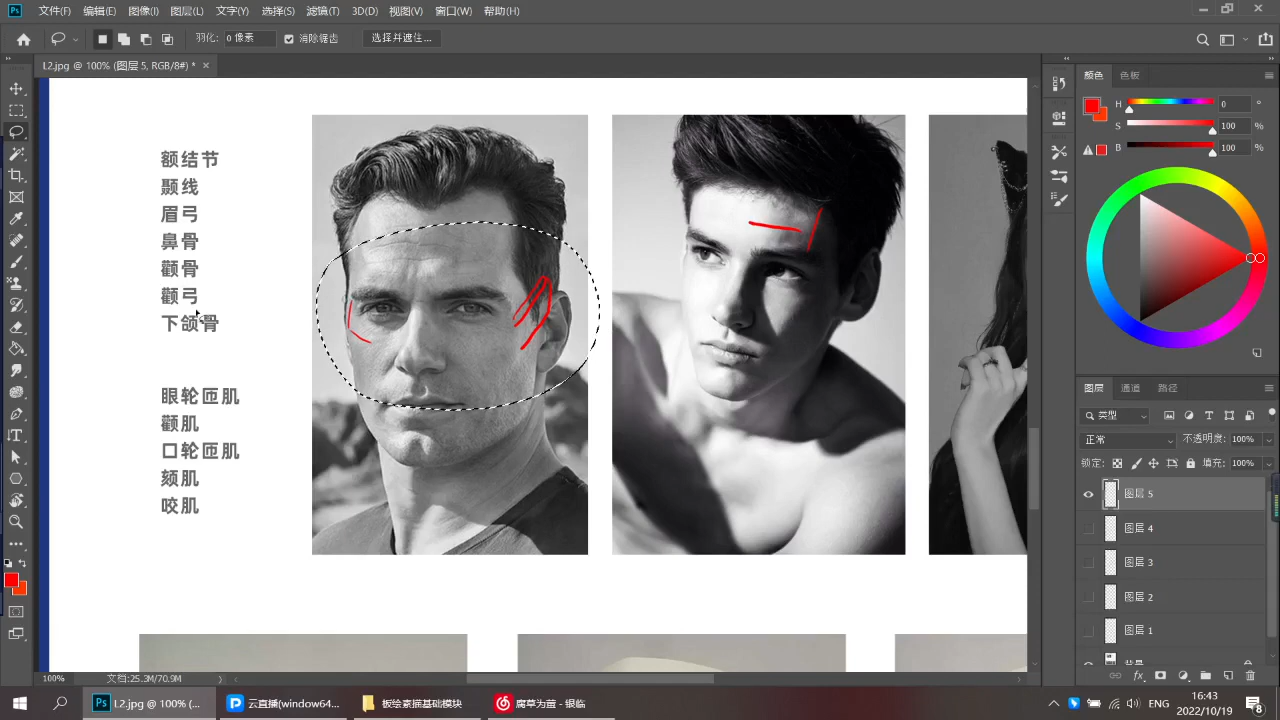 Ps 文件(F) 编辑(E) 图像(I) 图层(L) 文字(Y) 选择(S) 滤镜(T) 3D(D) 视图(V) 窗口(W) 帮助(H)
羽化: 0 像素 消除锯齿 选择并遮住...
L2.jpg @ 100% (图层 5, RGB/8#) * ×
颜色 色板
H 0 °
S 100 %
B 100 %
额结节
颞线
眉弓
鼻骨
颧骨
颧弓
下颌骨
眼轮匝肌
颧肌
口轮匝肌
颏肌
咬肌
图层 通道 路径
类型
正常 不透明度: 100%
锁定: 填充: 100%
图层 5
图层 4
图层 3
图层 2
图层 1
背景
100% 文档:25.3M/70.9M
Ps L2.jpg @ 100% (... 云直播(window64... 板绘素描基础模块 腐草为萤 - 银临
ENG 16:43
2022/10/19 8